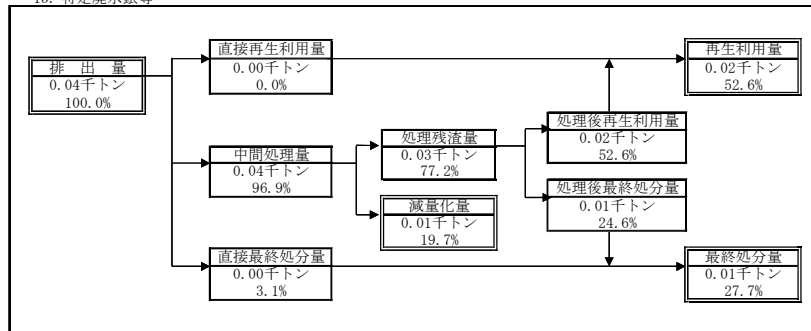 排 出 量
0.04千トン
100.0%
直接再生利用量
0.00千トン
0.0%
中間処理量
0.04千トン
96.9%
直接最終処分量
0.00千トン
3.1%
処理残渣量
0.03千トン
77.2%
減量化量
0.01千トン
19.7%
処理後再生利用量
0.02千トン
52.6%
処理後最終処分量
0.01千トン
24.6%
再生利用量
0.02千トン
52.6%
最終処分量
0.01千トン
27.7%